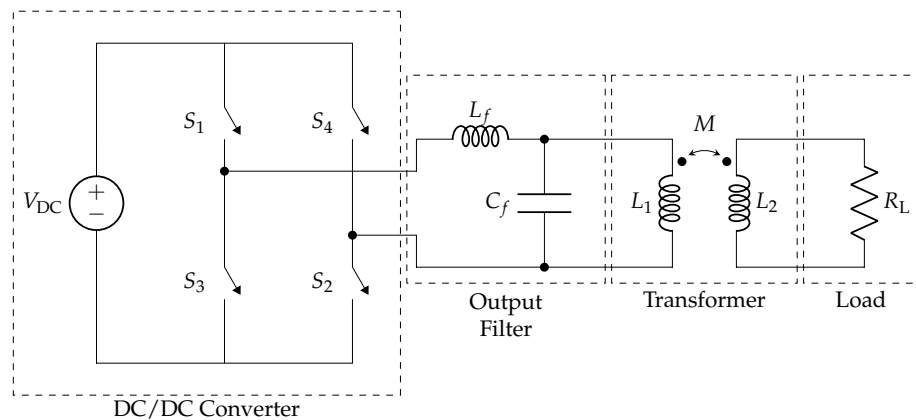 S1
S4
Lf
M
VDC
+
−
Cf
L1
L2
RL
S3
S2
Output
Filter
Transformer
Load
DC/DC Converter